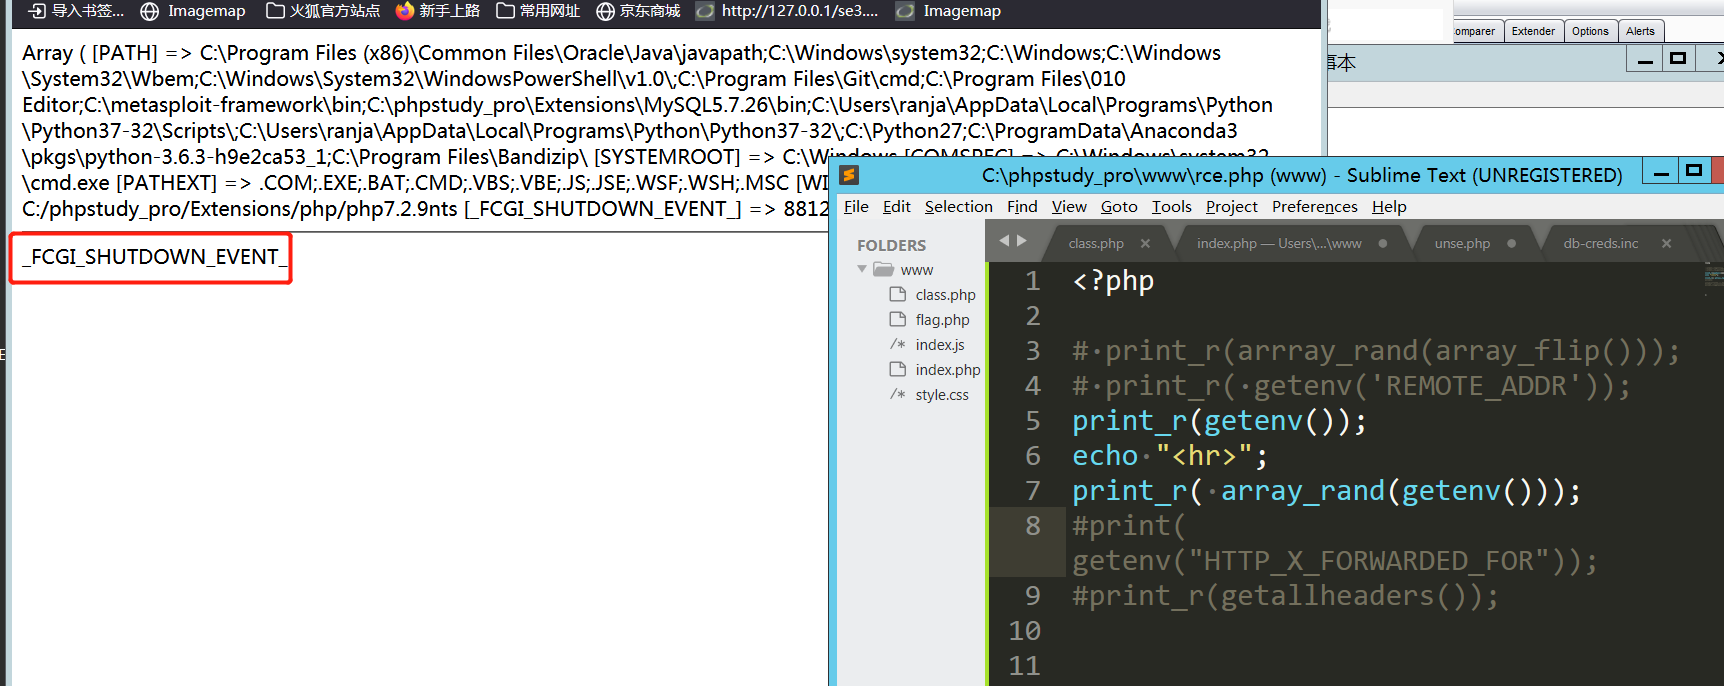 导入书签... Imagemap 火狐官方站点 新手上路 常用网址 京东商城 http://127.0.0.1/se3.... Imagemap
Array ( [PATH] => C:\Program Files (x86)\Common Files\Oracle\Java\javapath;C:\Windows\system32;C:\Windows;C:\Windows
\System32\Wbem;C:\Windows\System32\WindowsPowerShell\v1.0\;C:\Program Files\Git\cmd;C:\Program Files\010
Editor;C:\metasploit-framework\bin;C:\phpstudy_pro\Extensions\MySQL5.7.26\bin;C:\Users\ranja\AppData\Local\Programs\Python
\Python37-32\Scripts\;C:\Users\ranja\AppData\Local\Programs\Python\Python37-32\;C:\Python27;C:\ProgramData\Anaconda3
\pkgs\python-3.6.3-h9e2ca53_1;C:\Program Files\Bandizip\ [SYSTEMROOT] => C:\Windows [COMSPEC] => C:\Windows\system32
\cmd.exe [PATHEXT] => .COM;.EXE;.BAT;.CMD;.VBS;.VBE;.JS;.JSE;.WSF;.WSH;.MSC [WI
C:/phpstudy_pro/Extensions/php/php7.2.9nts [_FCGI_SHUTDOWN_EVENT_] => 8812
_FCGI_SHUTDOWN_EVENT_
omparer Extender Options Alerts
事本
C:\phpstudy_pro\www\rce.php (www) - Sublime Text (UNREGISTERED)
File Edit Selection Find View Goto Tools Project Preferences Help
FOLDERS
www
class.php
flag.php
index.js
index.php
style.css
class.php index.php — Users\...\www unse.php db-creds.inc
1 <?php
2
3 # print_r(arrray_rand(array_flip()));
4 # print_r( getenv('REMOTE_ADDR'));
5 print_r(getenv());
6 echo "<hr>";
7 print_r( array_rand(getenv()));
8 #print(
getenv("HTTP_X_FORWARDED_FOR"));
9 #print_r(getallheaders());
10
11